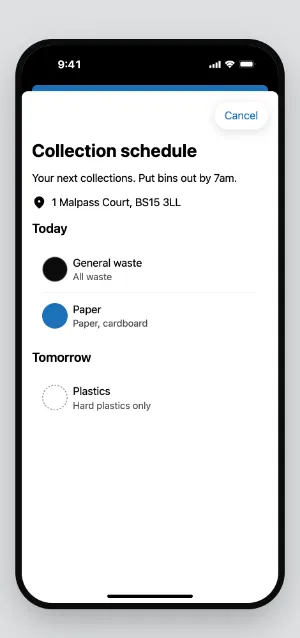 9:41
Cancel
Collection schedule
Your next collections. Put bins out by 7am.
1 Malpass Court, BS15 3LL
Today
General waste
All waste
Paper
Paper, cardboard
Tomorrow
Plastics
Hard plastics only